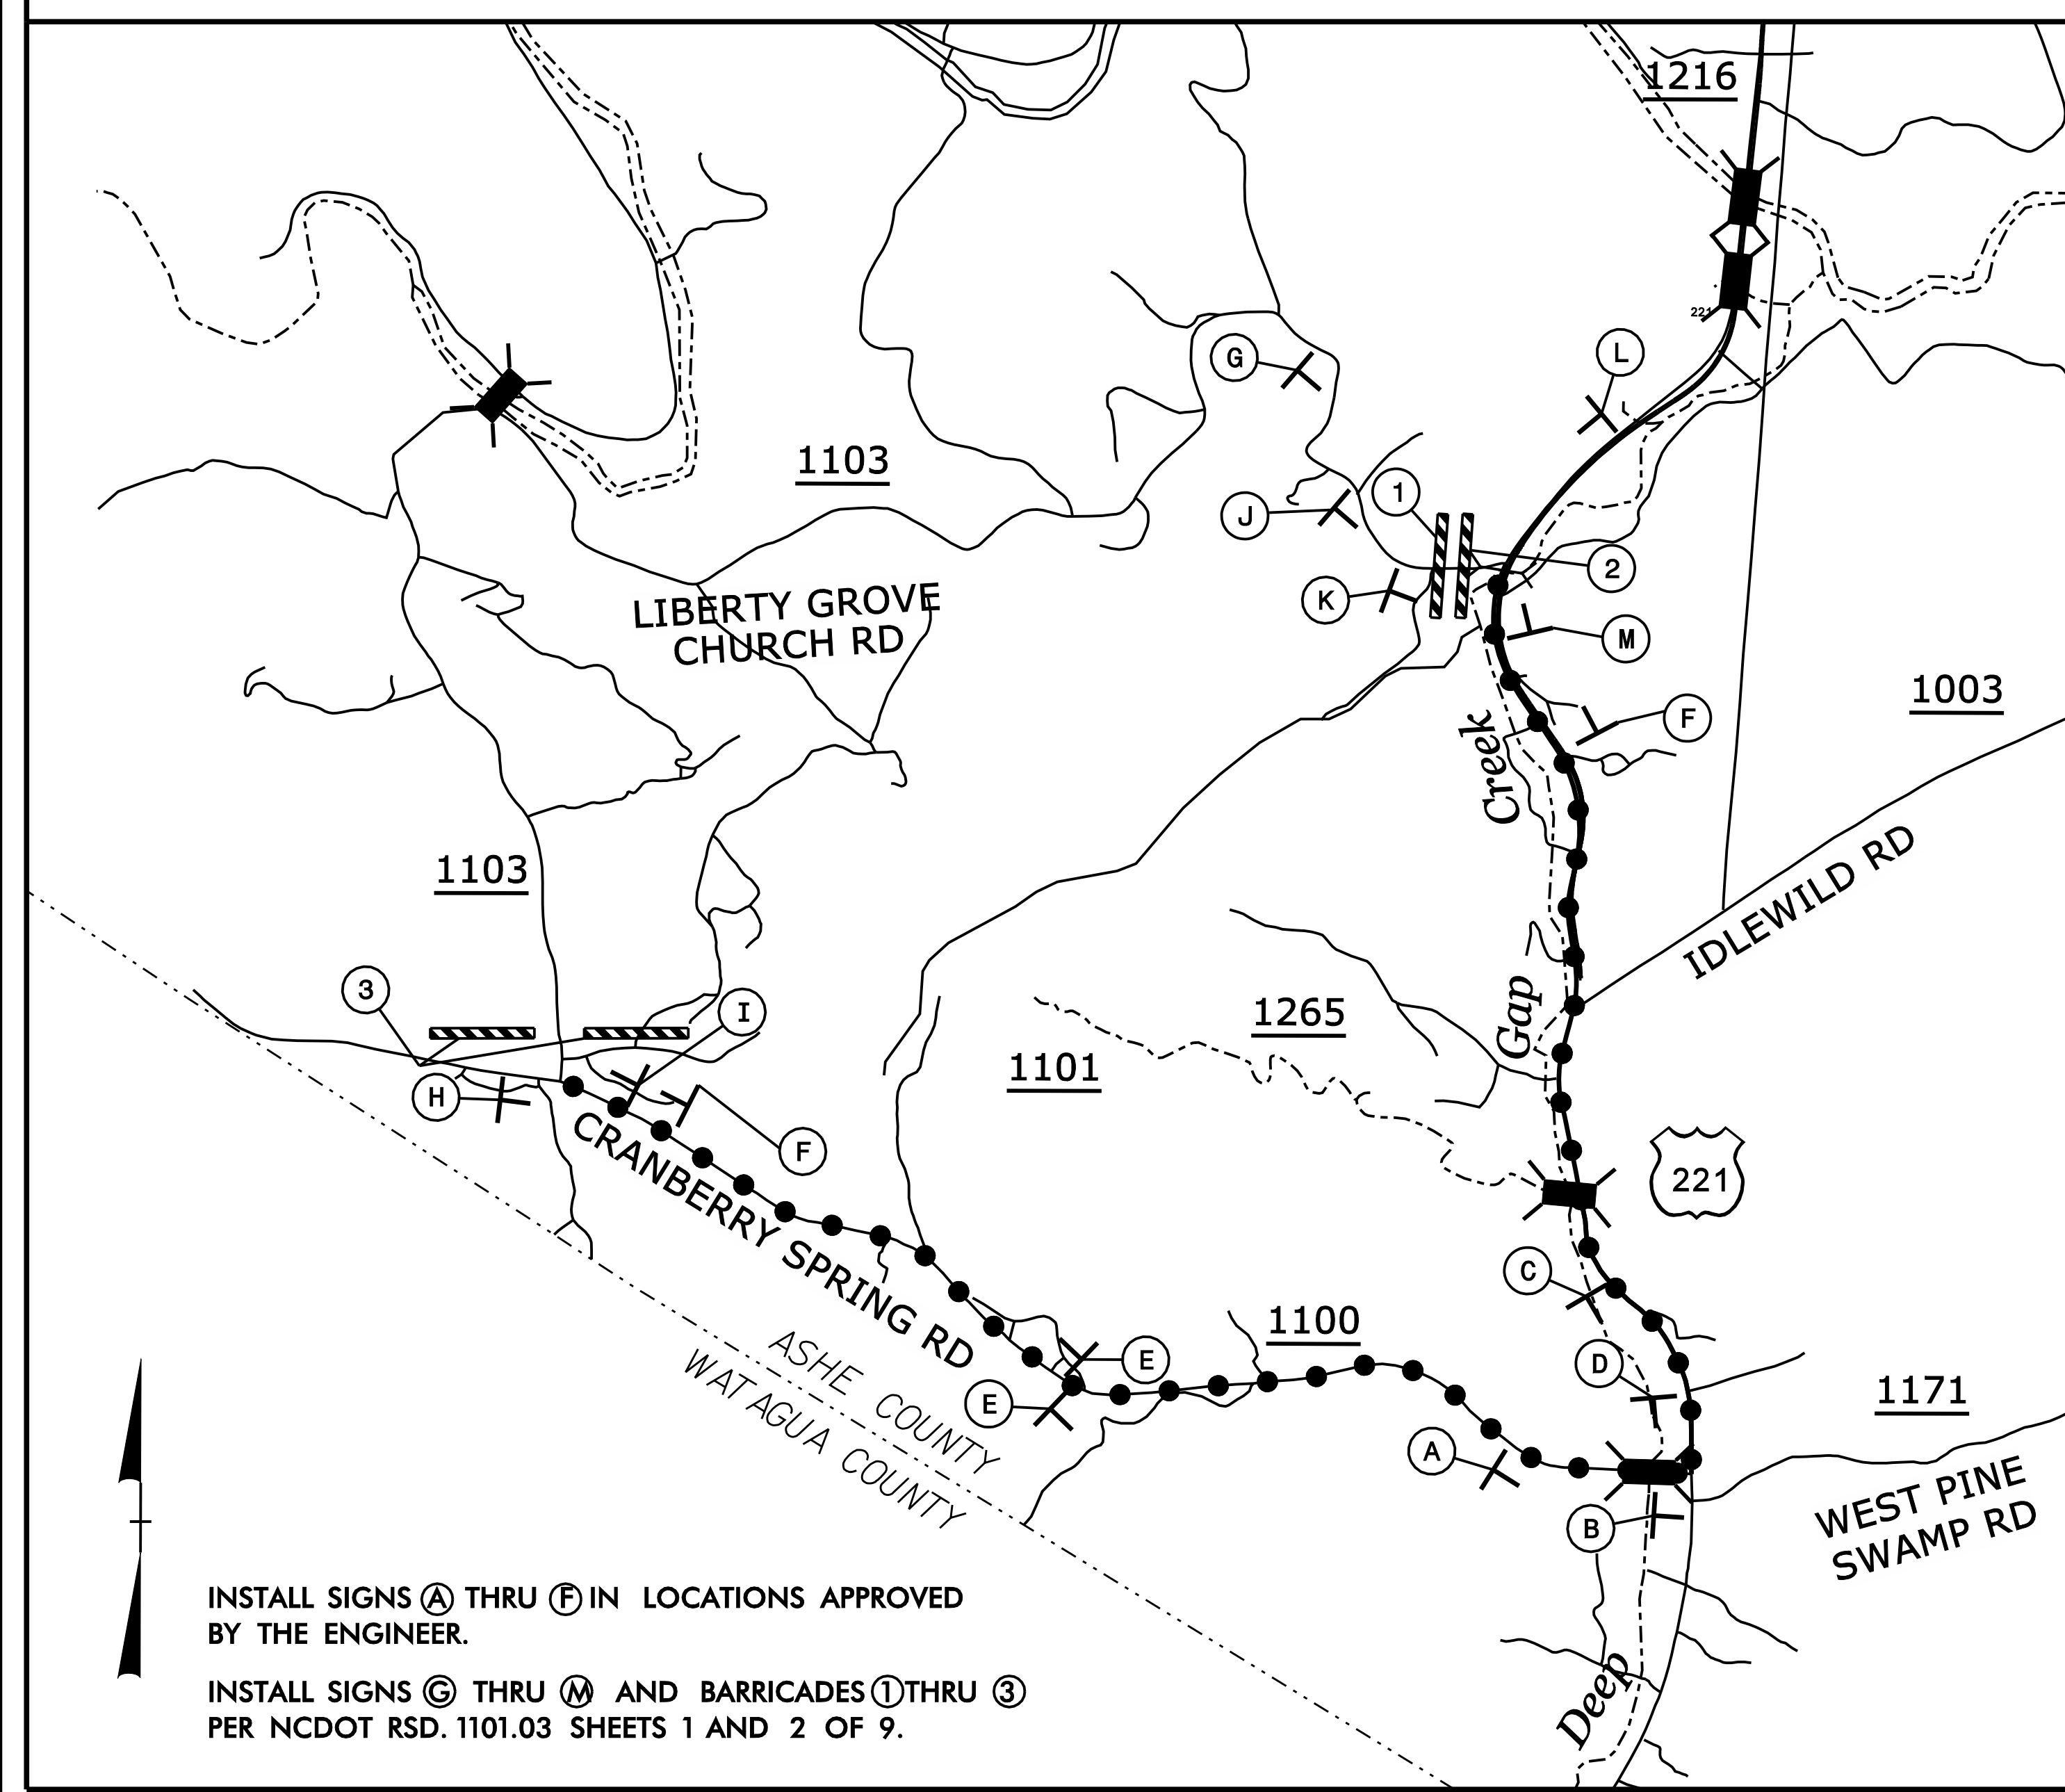 1216
221
L
G
1103
1
J
2
K
LIBERTY GROVE
CHURCH RD
M
1003
F
Creek
1103
IDLEWILD RD
3
I
Gap
1265
1101
H
F
221
CRANBERRY SPRING RD
C
1100
E
D
E
1171
ASHE COUNTY
WATAGUA COUNTY
A
WEST PINE
SWAMP RD
B
INSTALL SIGNS A THRU F IN LOCATIONS APPROVED
BY THE ENGINEER.
Deep
INSTALL SIGNS G THRU M AND BARRICADES 1 THRU 3
PER NCDOT RSD. 1101.03 SHEETS 1 AND 2 OF 9.